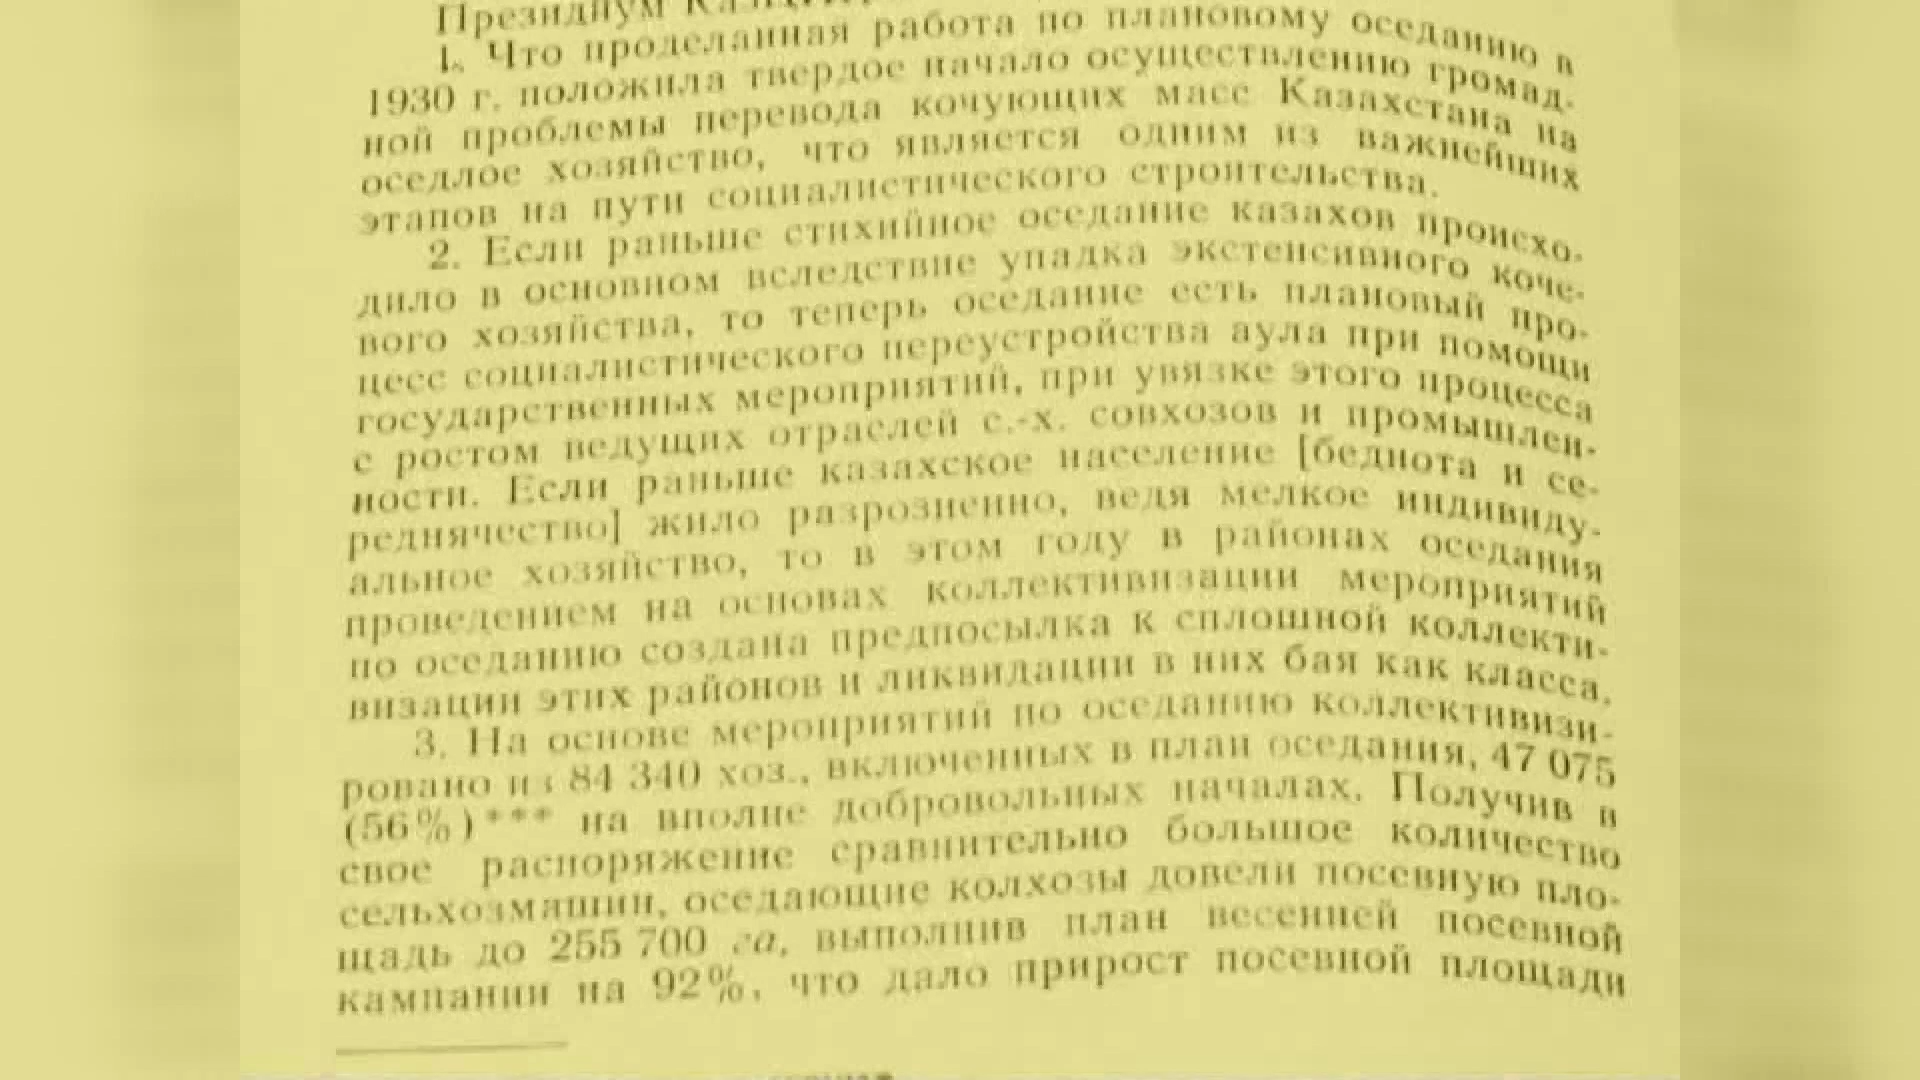 Президиум
1. Что проделанная работа по плановому оседанию в
1930 г. положила твердое начало осуществлению громад-
ной проблемы перевода кочующих масс Казахстана на
оседлое хозяйство, что является одним из важнейших
этапов на пути социалистического строительства.
2. Если раньше стихийное оседание казахов происхо-
дило в основном вследствие упадка экстенсивного коче-
вого хозяйства, то теперь оседание есть плановый про-
цесс социалистического переустройства аула при помощи
государственных мероприятий, при увязке этого процесса
с ростом ведущих отраслей с.-х. совхозов и промышлен-
ности. Если раньше казахское население [беднота и се-
реднячество] жило разрозненно, ведя мелкое индивиду-
альное хозяйство, то в этом году в районах оседания
проведением на основах коллективизации мероприятий
по оседанию создана предпосылка к сплошной коллекти-
визации этих районов и ликвидации в них бая как класса.
3. На основе мероприятий по оседанию коллективизи-
ровано из 84 340 хоз., включенных в план оседания, 47 075
(56%)*** на вполне добровольных началах. Получив в
свое распоряжение сравнительно большое количество
сельхозмашин, оседающие колхозы довели посевную пло-
щадь до 255 700 га, выполнив план весенней посевной
кампании на 92%, что дало прирост посевной площади